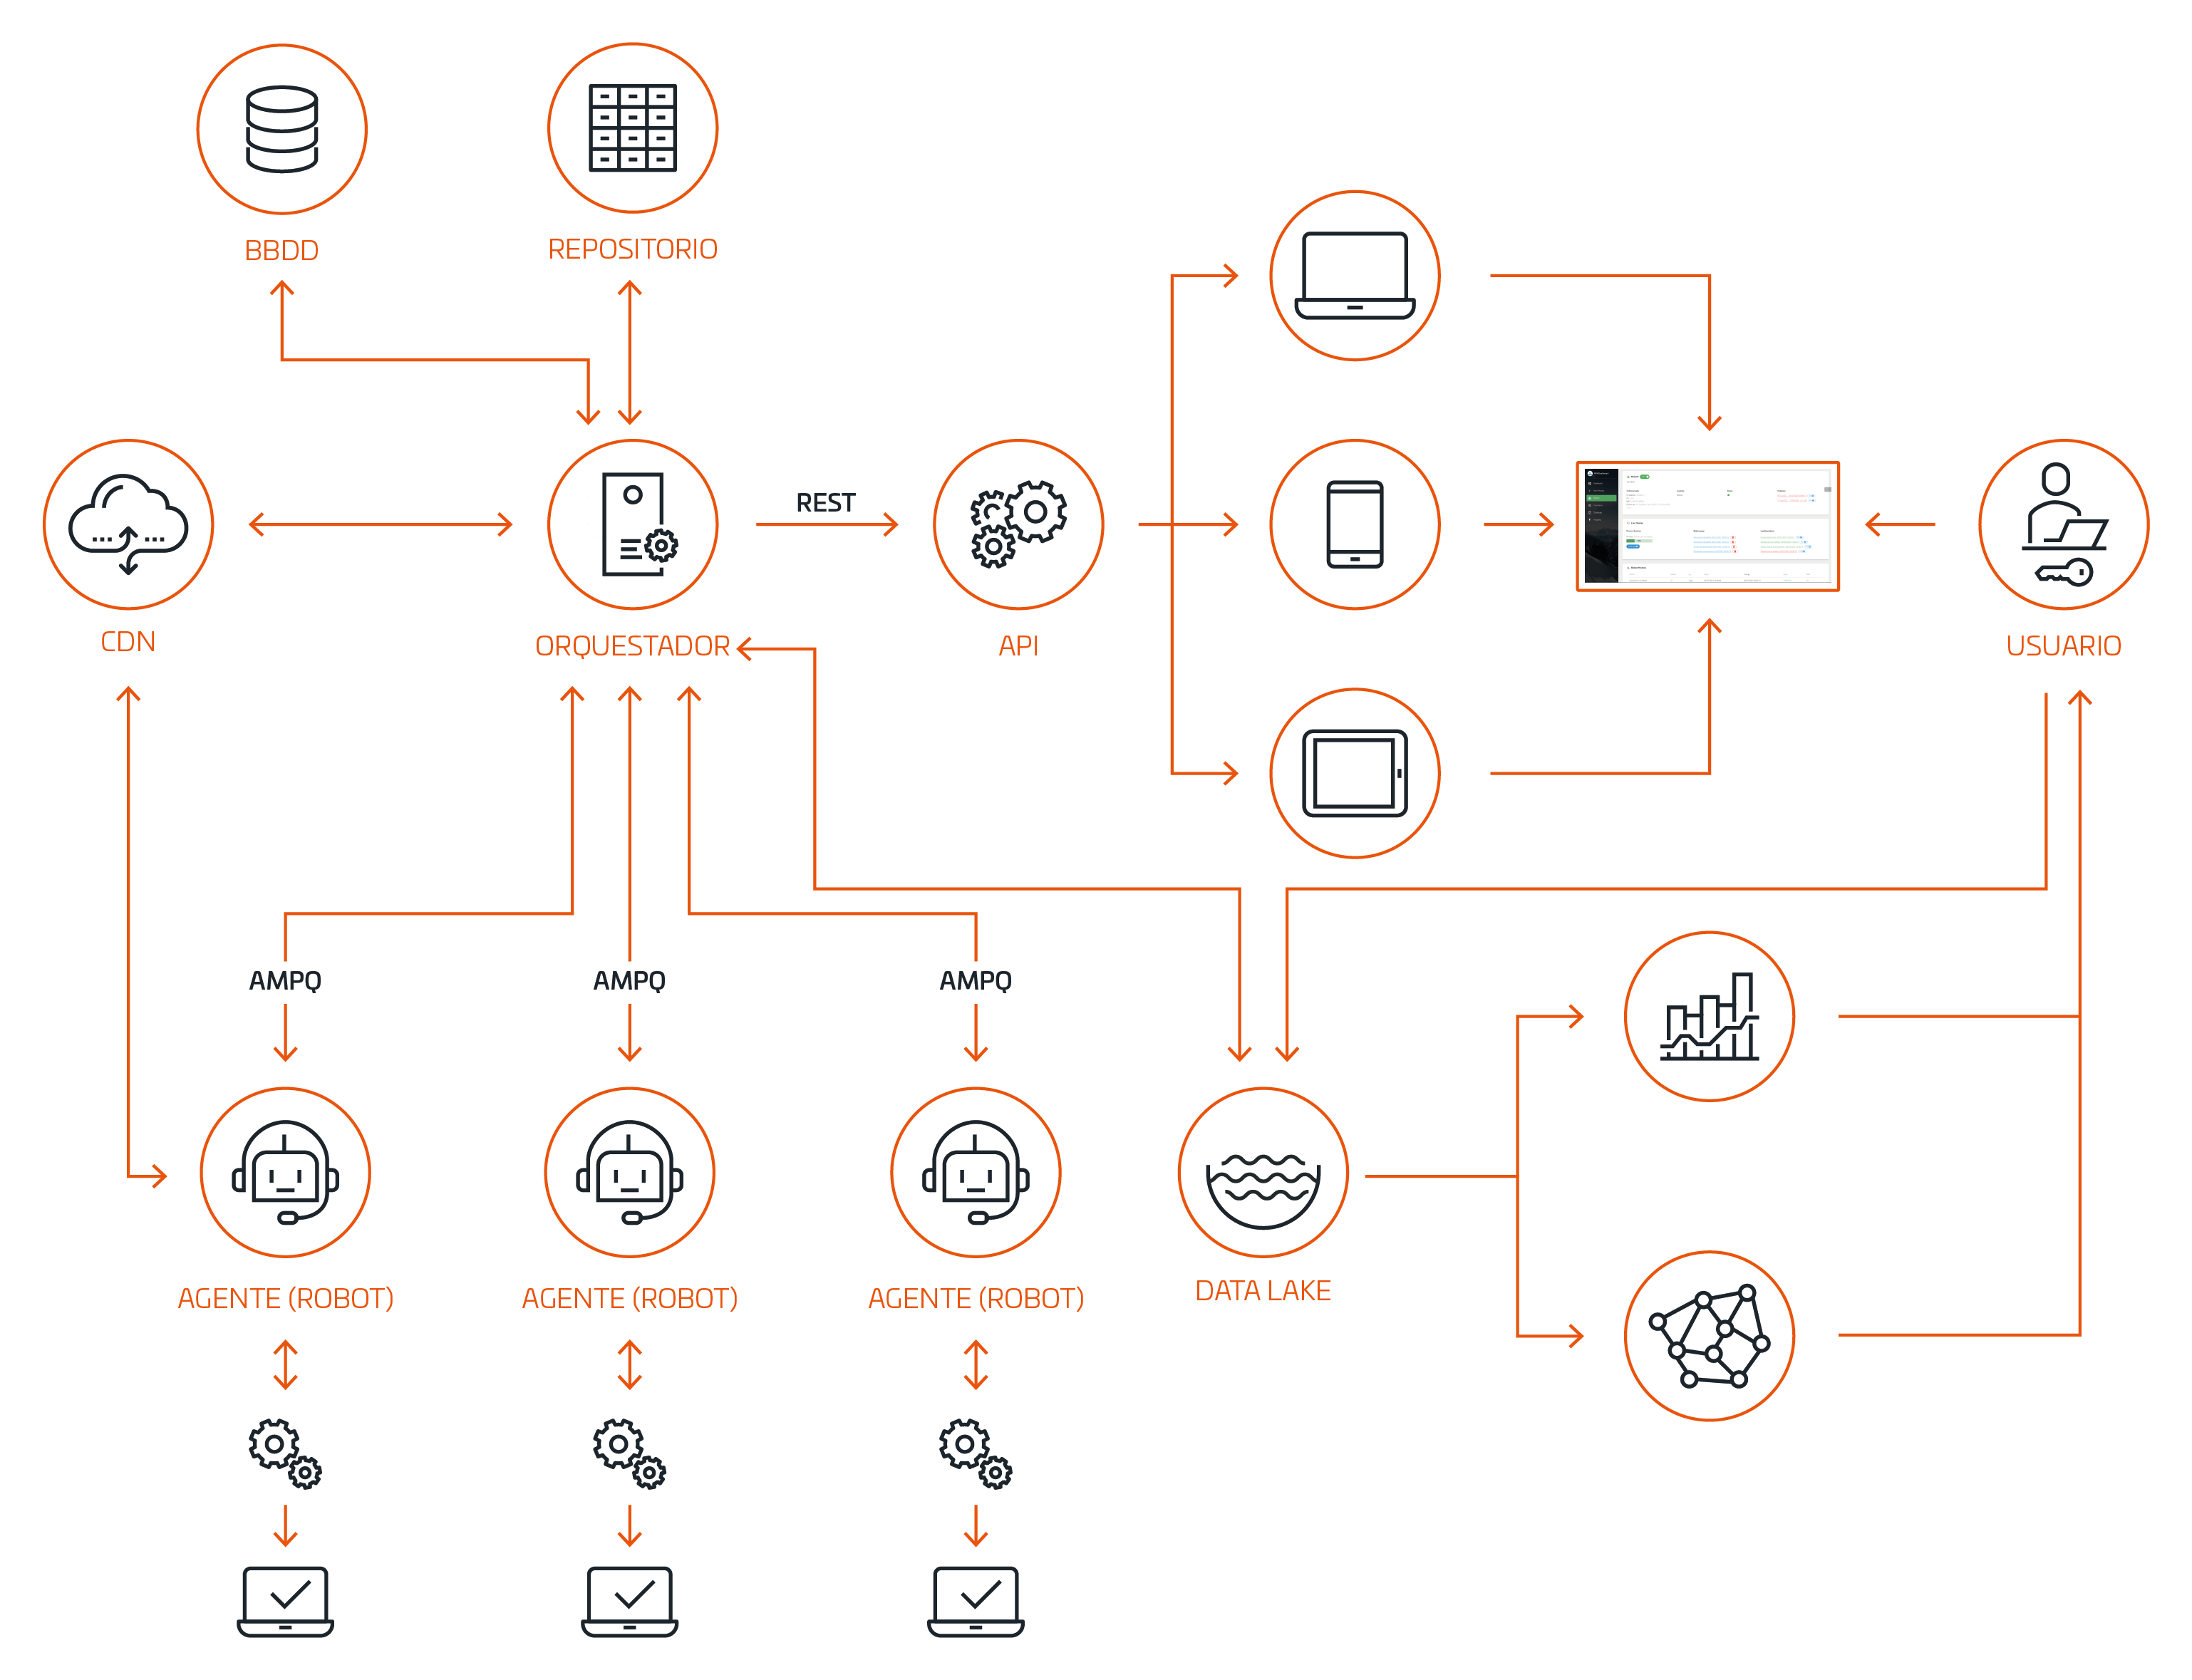 BBDD
REPOSITORIO
CDN
ORQUESTADOR
REST
API
USUARIO
AMPQ
AMPQ
AMPQ
AGENTE (ROBOT)
AGENTE (ROBOT)
AGENTE (ROBOT)
DATA LAKE